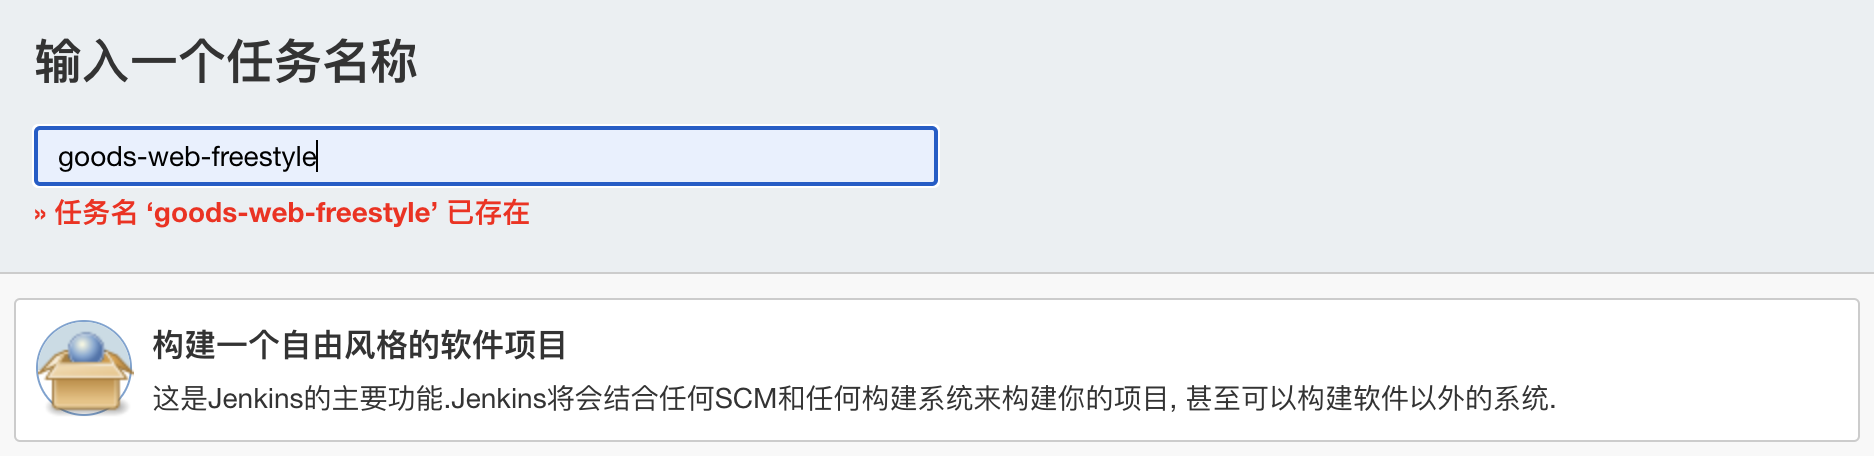 输入一个任务名称
goods-web-freestyle
» 任务名 ‘goods-web-freestyle’ 已存在
构建一个自由风格的软件项目
这是Jenkins的主要功能.Jenkins将会结合任何SCM和任何构建系统来构建你的项目, 甚至可以构建软件以外的系统.